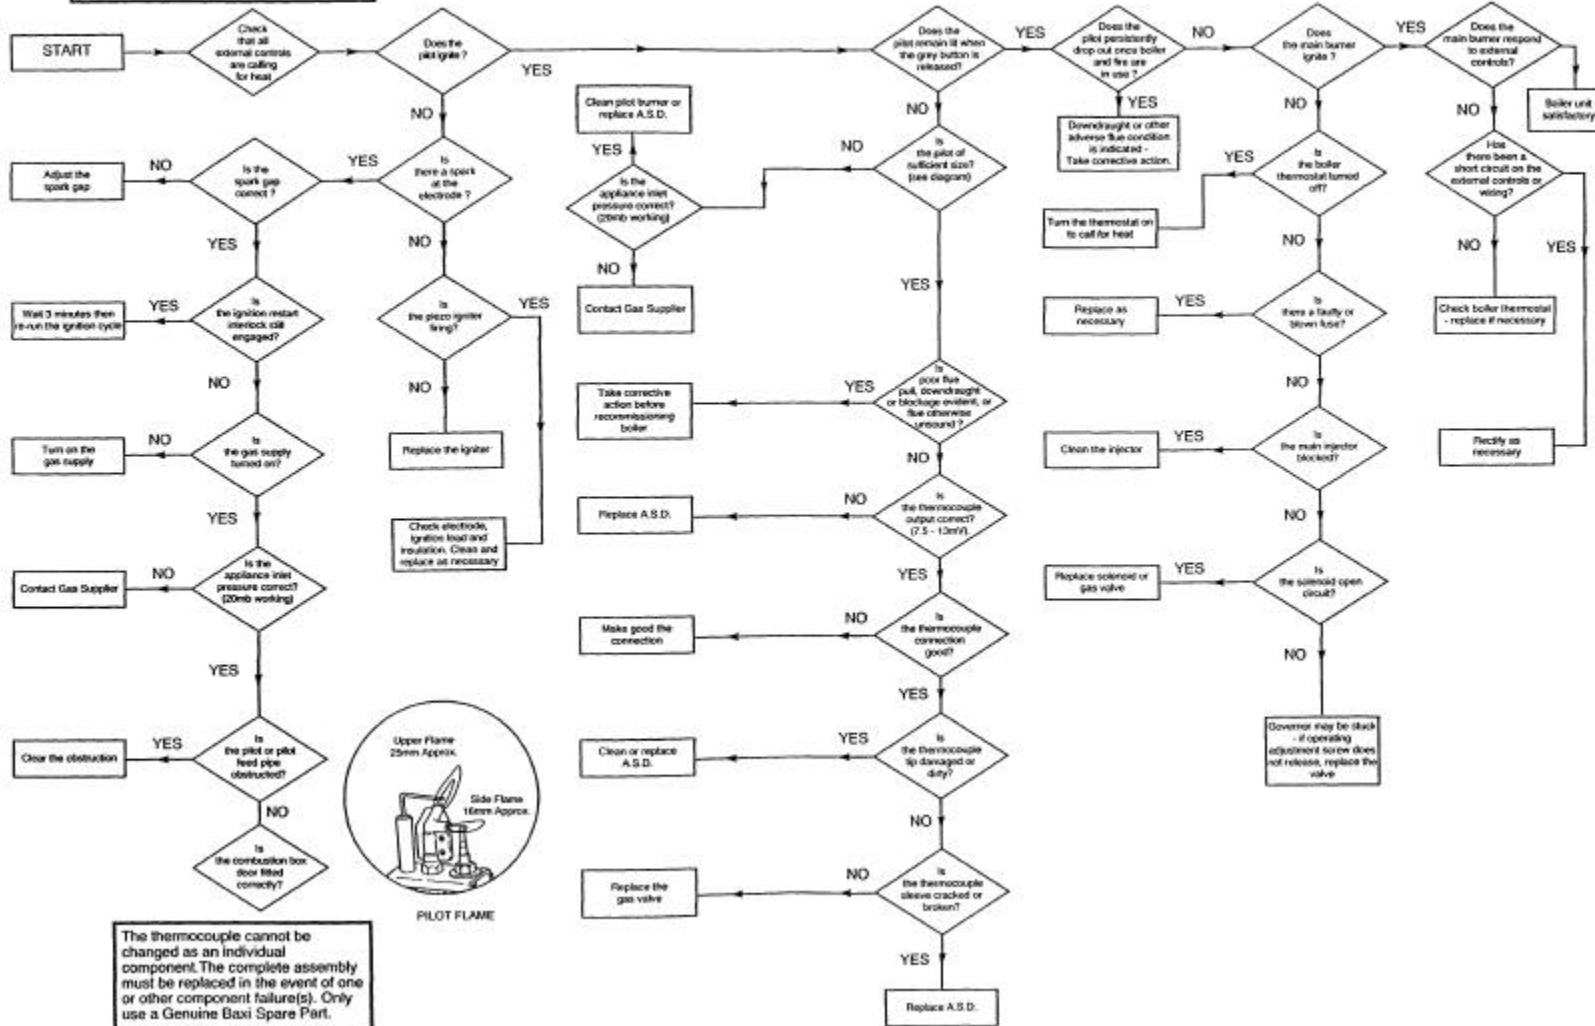 START
Check
that all
external controls
are calling
for heat
Does the
pilot ignite ?
YES
NO
Does the
pilot remain lit when
the grey button is
released?
YES
NO
Does the
pilot persistently
drop out once boiler
and fire are
in use ?
NO
YES
Downdraught or other
adverse flue condition
is indicated -
Take corrective action.
Does
the main burner
ignite ?
YES
NO
Does the
main burner respond
to external
controls?
Boiler unit
satisfactory
NO
Has
there been a
short circuit on the
external controls or
wiring?
NO
YES
Check boiler thermostat
- replace if necessary
Rectify as
necessary
Is
there a spark
at the
electrode ?
YES
NO
Is the
spark gap
correct ?
NO
Adjust the
spark gap
YES
Is
the ignition restart
interlock still
engaged?
YES
Wait 3 minutes then
re-run the ignition cycle
NO
Is
the gas supply
turned on?
NO
Turn on the
gas supply
YES
Is the
appliance inlet
pressure correct?
(20mb working)
NO
Contact Gas Supplier
YES
Is
the pilot or pilot
feed pipe
obstructed?
YES
Clear the obstruction
NO
Is
the combustion box
door fitted
correctly?
Is
the piezo igniter
firing?
YES
NO
Replace the igniter
Check electrode,
ignition lead and
insulation. Clean and
replace as necessary
Upper Flame
25mm Approx.
Side Flame
16mm Approx.
PILOT FLAME
The thermocouple cannot be
changed as an individual
component.The complete assembly
must be replaced in the event of one
or other component failure(s). Only
use a Genuine Baxi Spare Part.
Is
the pilot of
sufficient size?
(see diagram)
NO
Is the
appliance inlet
pressure correct?
(20mb working)
YES
Clean pilot burner or
replace A.S.D.
NO
Contact Gas Supplier
YES
Is
poor flue
pull, downdraught
or blockage evident, or
flue otherwise
unsound ?
YES
Take corrective
action before
recommissioning
boiler
NO
Is
the thermocouple
output correct?
(7.5 - 13mV)
NO
Replace A.S.D.
YES
Is
the thermocouple
connection
good?
NO
Make good the
connection
YES
Is
the thermocouple
tip damaged or
dirty?
YES
Clean or replace
A.S.D.
NO
Is
the thermocouple
sleeve cracked or
broken?
NO
Replace the
gas valve
YES
Replace A.S.D.
Is
the boiler
thermostat turned
off?
YES
Turn the thermostat on
to call for heat
NO
Is
there a faulty or
blown fuse?
YES
Replace as
necessary
NO
Is
the main injector
blocked?
YES
Clean the injector
NO
Is
the solenoid open
circuit?
YES
Replace solenoid or
gas valve
NO
Governor may be stuck
- if operating
adjustment screw does
not release, replace the
valve